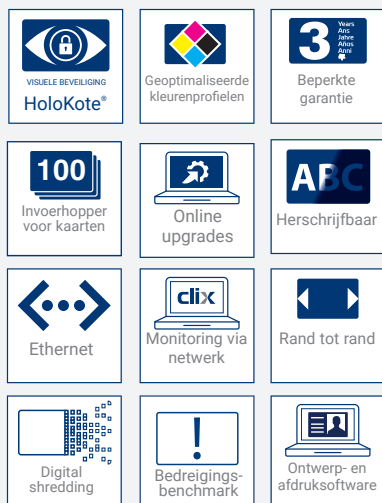 VISUELE BEVEILIGING
HoloKote®
Geoptimaliseerde
kleurenprofielen
3
Years
Ans
Jahre
Años
Anni
Beperkte
garantie
100
Invoerhopper
voor kaarten
Online
upgrades
ABC
Herschrijfbaar
Ethernet
clix
Monitoring via
netwerk
Rand tot rand
Digital
shredding
!
Bedreigings-
benchmark
Ontwerp- en
afdruksoftware